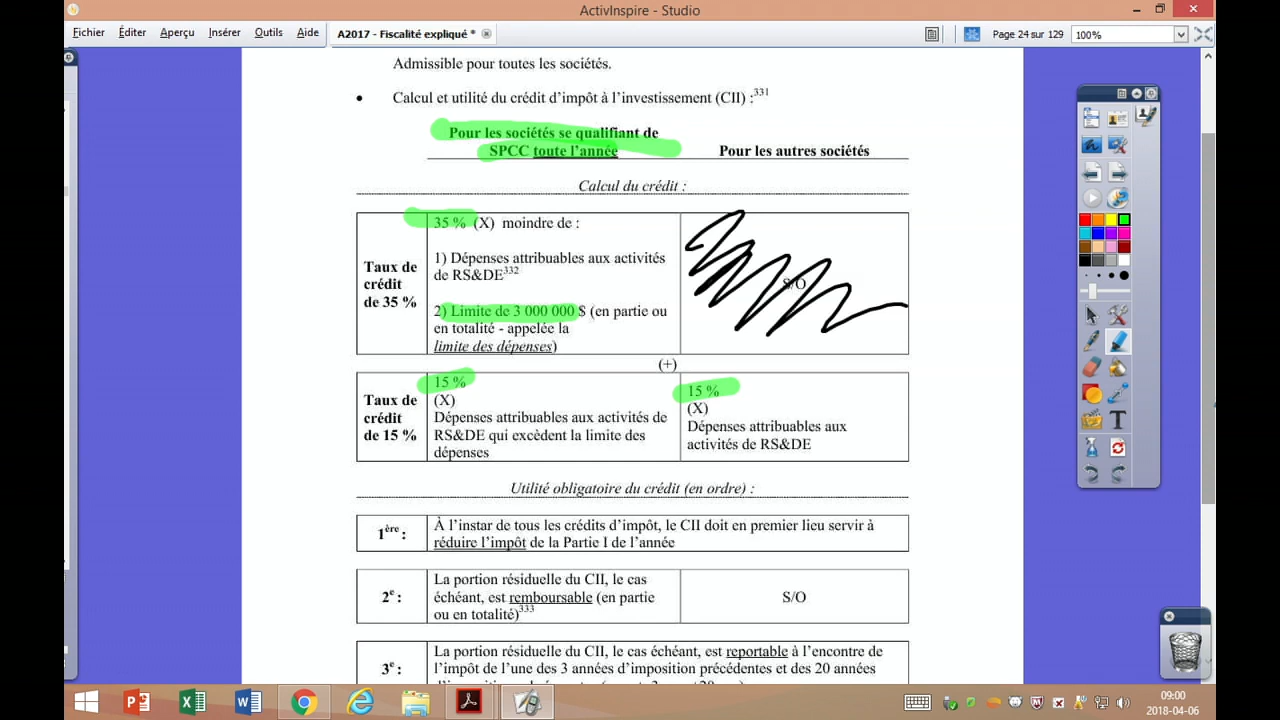 ActivInspire - Studio
Fichier Éditer Aperçu Insérer Outils Aide
A2017 - Fiscalité expliqué *
Page 24 sur 129
100%
Admissible pour toutes les sociétés.
• Calcul et utilité du crédit d'impôt à l'investissement (CII) :331
Pour les sociétés se qualifiant de
SPCC toute l'année
Pour les autres sociétés
Calcul du crédit :
Taux de
crédit
de 35 %
35 % (X) moindre de :
1) Dépenses attribuables aux activités
de RS&DE332
2) Limite de 3 000 000 $ (en partie ou
en totalité - appelée la
limite des dépenses)
S/O
(+)
Taux de
crédit
de 15 %
15 %
(X)
Dépenses attribuables aux activités de
RS&DE qui excèdent la limite des
dépenses
15 %
(X)
Dépenses attribuables aux
activités de RS&DE
Utilité obligatoire du crédit (en ordre) :
1ère :
À l'instar de tous les crédits d'impôt, le CII doit en premier lieu servir à
réduire l'impôt de la Partie I de l'année
2e :
La portion résiduelle du CII, le cas
échéant, est remboursable (en partie
ou en totalité)333
S/O
3e :
La portion résiduelle du CII, le cas échéant, est reportable à l'encontre de
l'impôt de l'une des 3 années d'imposition précédentes et des 20 années
09:00
2018-04-06